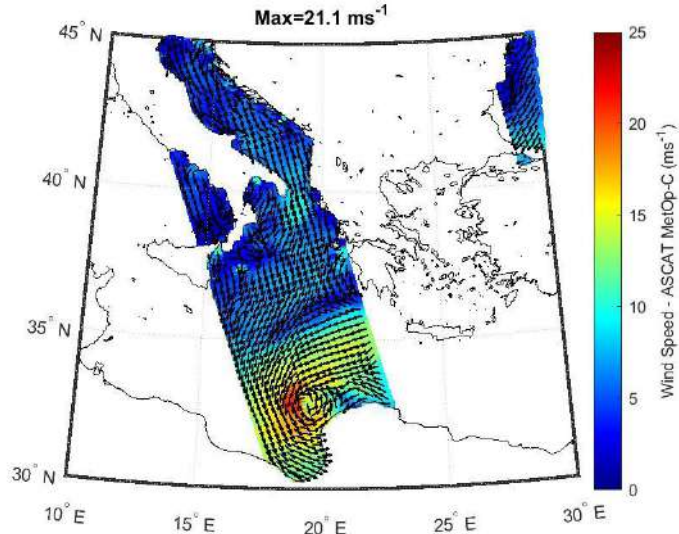 Max=21.1 ms-1
45° N
40° N
35° N
30° N
10° E
15° E
20° E
25° E
30° E
25
20
15
10
5
0
Wind Speed - ASCAT MetOp-C (ms-1)